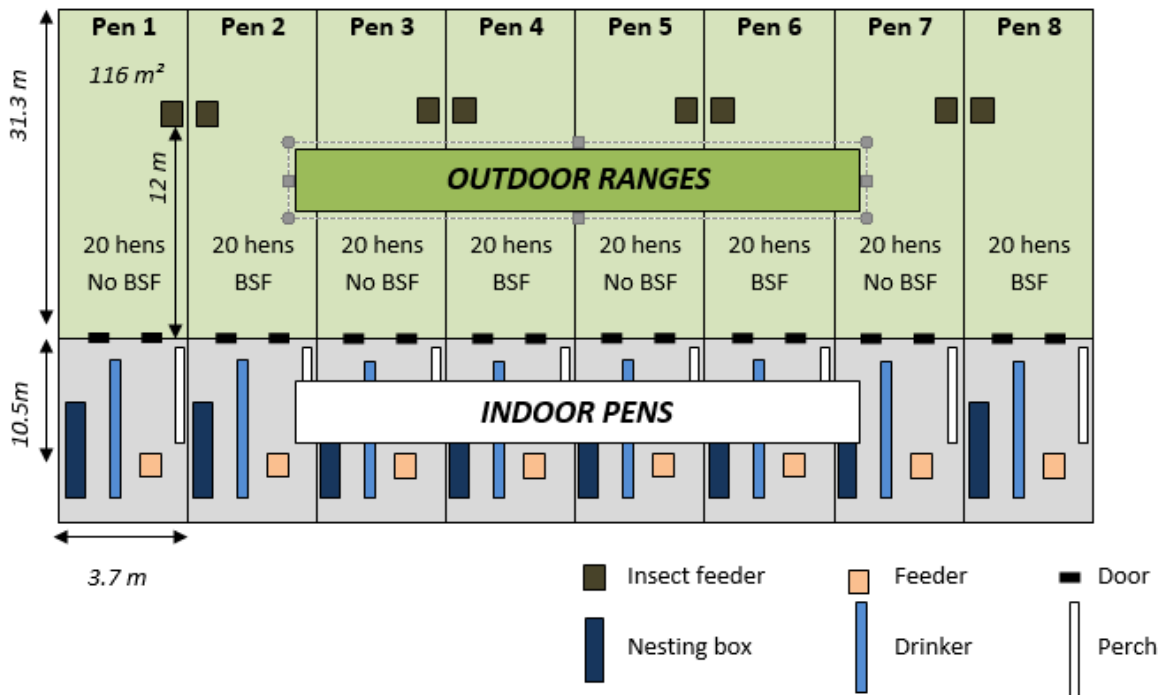 Pen 1 Pen 2 Pen 3 Pen 4 Pen 5 Pen 6 Pen 7 Pen 8
116 m²
31.3 m
12 m
OUTDOOR RANGES
20 hens 20 hens 20 hens 20 hens 20 hens 20 hens 20 hens 20 hens
No BSF BSF No BSF BSF No BSF BSF No BSF BSF
10.5m
INDOOR PENS
3.7 m
Insect feeder Feeder Door
Nesting box Drinker Perch